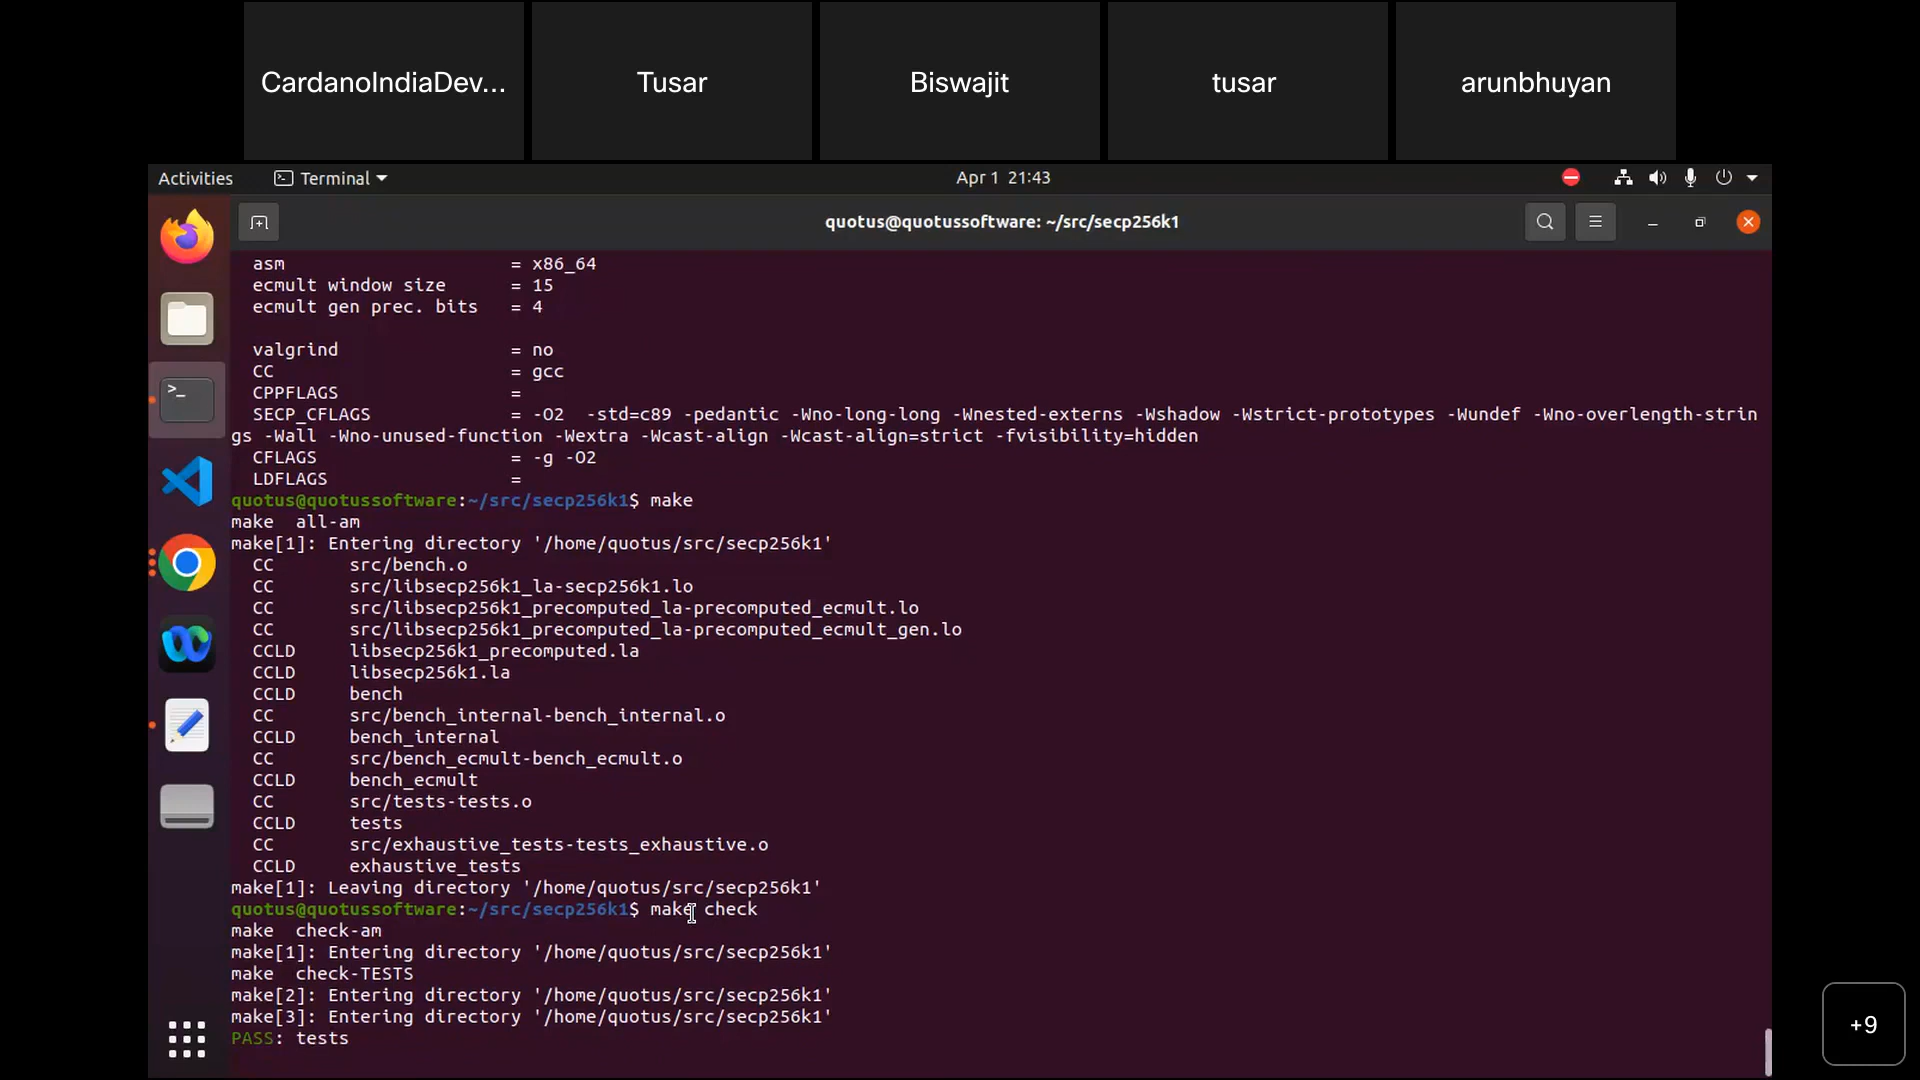 CardanoIndiaDev...
Tusar
Biswajit
tusar
arunbhuyan
Activities
Terminal
Apr 1 21:43
quotus@quotussoftware: ~/src/secp256k1
asm = x86_64
ecmult window size = 15
ecmult gen prec. bits = 4
valgrind = no
CC = gcc
CPPFLAGS =
SECP_CFLAGS = -O2 -std=c89 -pedantic -Wno-long-long -Wnested-externs -Wshadow -Wstrict-prototypes -Wundef -Wno-overlength-strin
gs -Wall -Wno-unused-function -Wextra -Wcast-align -Wcast-align=strict -fvisibility=hidden
CFLAGS = -g -O2
LDFLAGS =
quotus@quotussoftware:~/src/secp256k1$ make
make all-am
make[1]: Entering directory '/home/quotus/src/secp256k1'
CC src/bench.o
CC src/libsecp256k1_la-secp256k1.lo
CC src/libsecp256k1_precomputed_la-precomputed_ecmult.lo
CC src/libsecp256k1_precomputed_la-precomputed_ecmult_gen.lo
CCLD libsecp256k1_precomputed.la
CCLD libsecp256k1.la
CCLD bench
CC src/bench_internal-bench_internal.o
CCLD bench_internal
CC src/bench_ecmult-bench_ecmult.o
CCLD bench_ecmult
CC src/tests-tests.o
CCLD tests
CC src/exhaustive_tests-tests_exhaustive.o
CCLD exhaustive_tests
make[1]: Leaving directory '/home/quotus/src/secp256k1'
quotus@quotussoftware:~/src/secp256k1$ make check
make check-am
make[1]: Entering directory '/home/quotus/src/secp256k1'
make check-TESTS
make[2]: Entering directory '/home/quotus/src/secp256k1'
make[3]: Entering directory '/home/quotus/src/secp256k1'
PASS: tests
+9